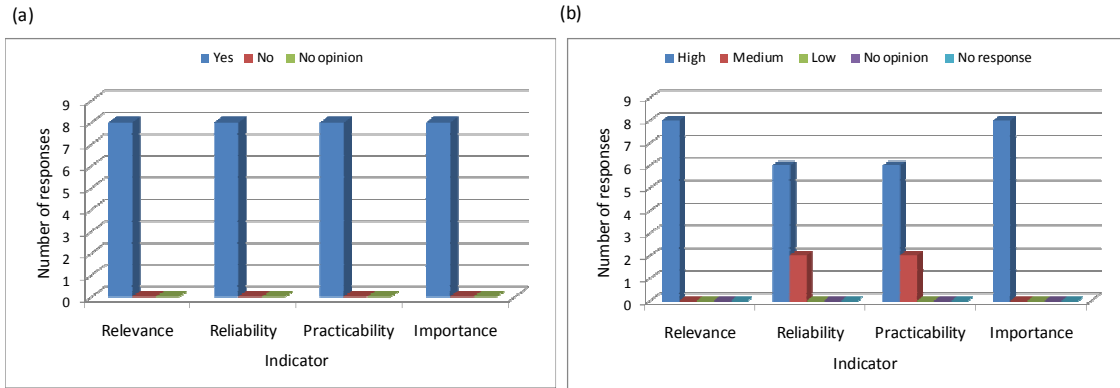 (a)
Yes No No opinion
9
8
7
6
5
4
3
2
1
0
Number of responses
Relevance Reliability Practicability Importance
Indicator
(b)
High Medium Low No opinion No response
9
8
7
6
5
4
3
2
1
0
Number of responses
Relevance Reliability Practicability Importance
Indicator